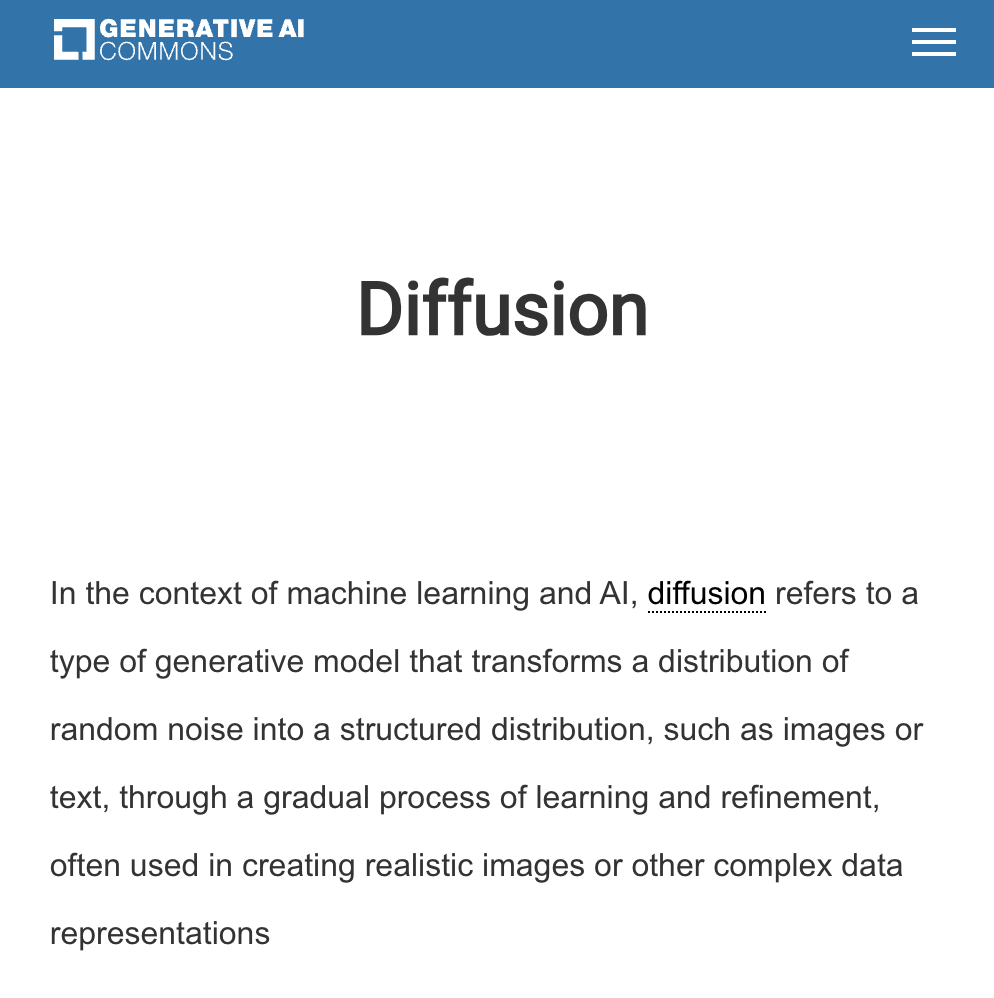 GENERATIVE AI
COMMONS
Diffusion
In the context of machine learning and AI, diffusion refers to a
type of generative model that transforms a distribution of
random noise into a structured distribution, such as images or
text, through a gradual process of learning and refinement,
often used in creating realistic images or other complex data
representations